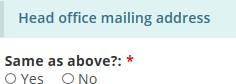 Head office mailing address
Same as above?: *
Yes No